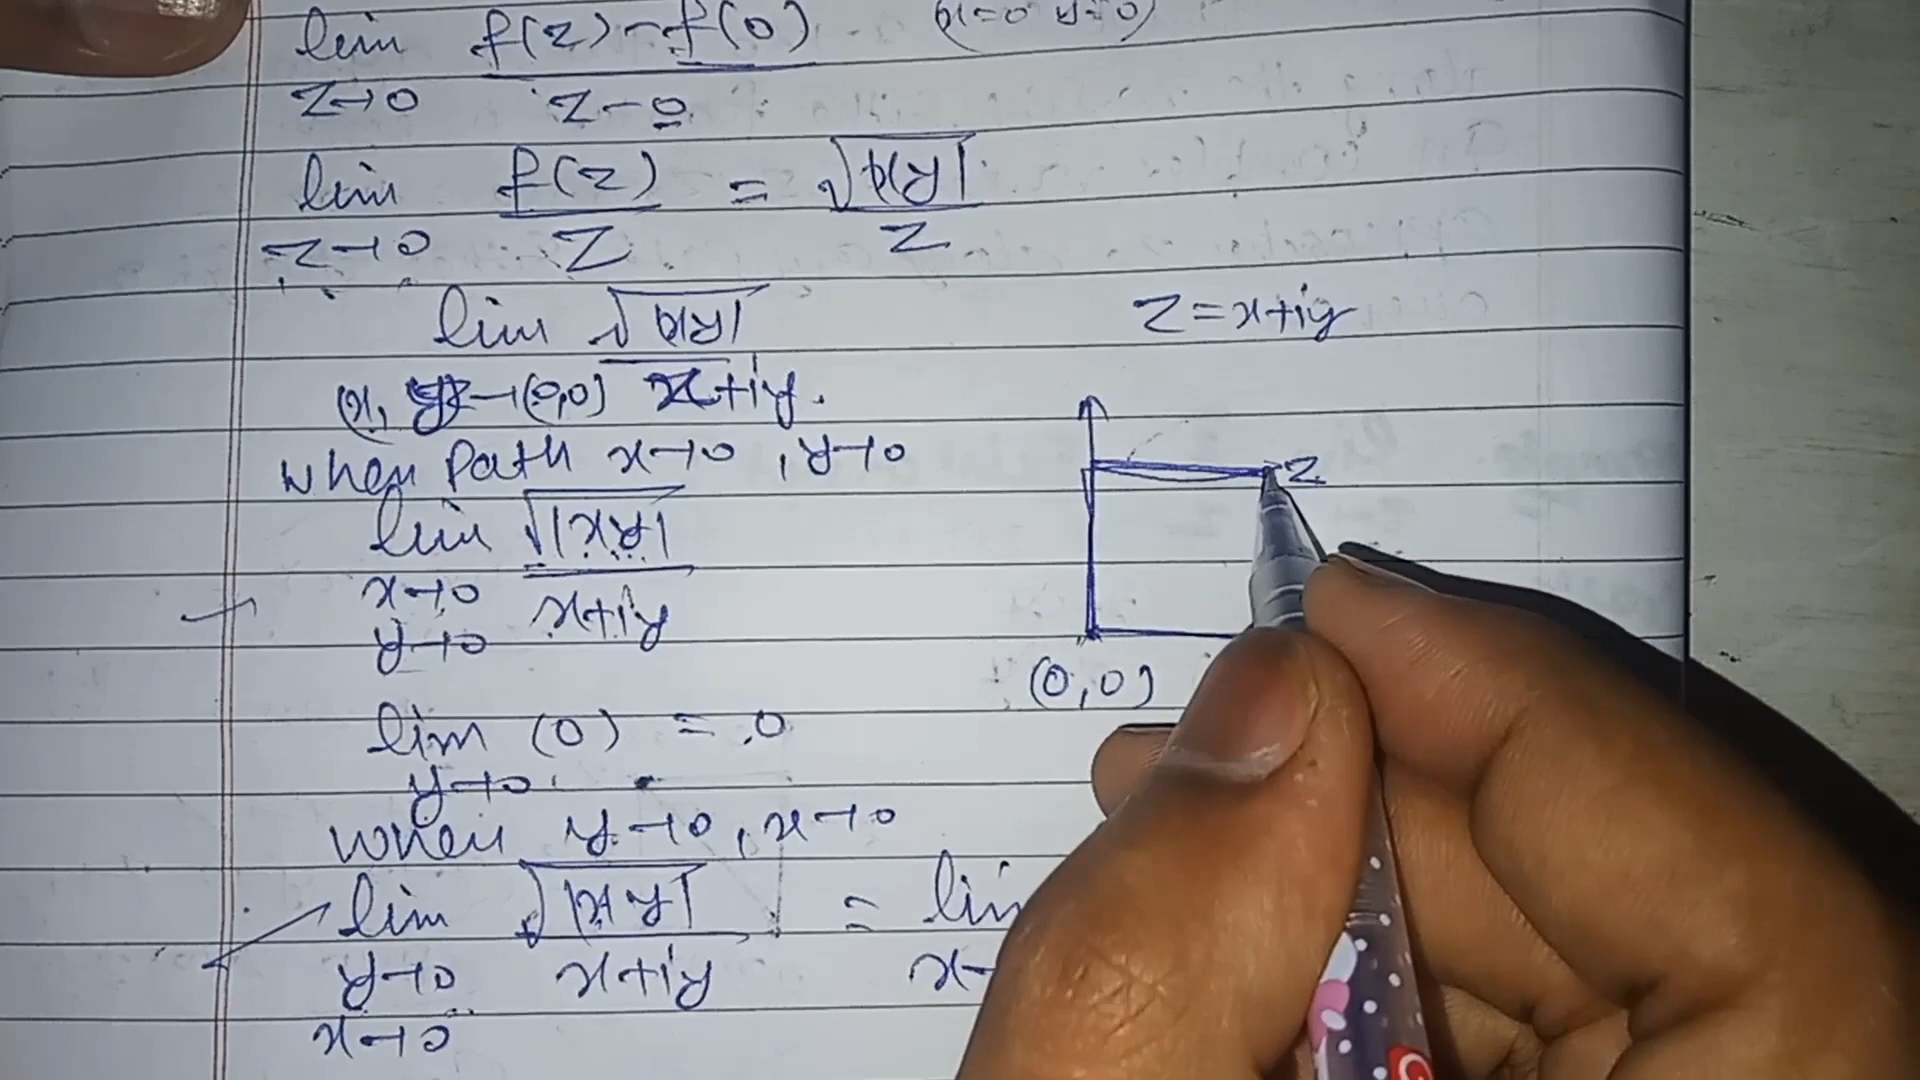 lim f(z) - f(0) (x=0 y=0)
z→0 z-0
lim f(z) = √|xy|
z→0 z z
lim √|xy| z = x+iy
(x, y)→(0,0) x+iy.
when path x→0, y→0
z
lim √|xy|
x→0 x+iy
y→0
(0,0)
lim (0) = 0
y→0
when y→0, x→0
lim √|xy| = lim
y→0 x+iy x→
x→0